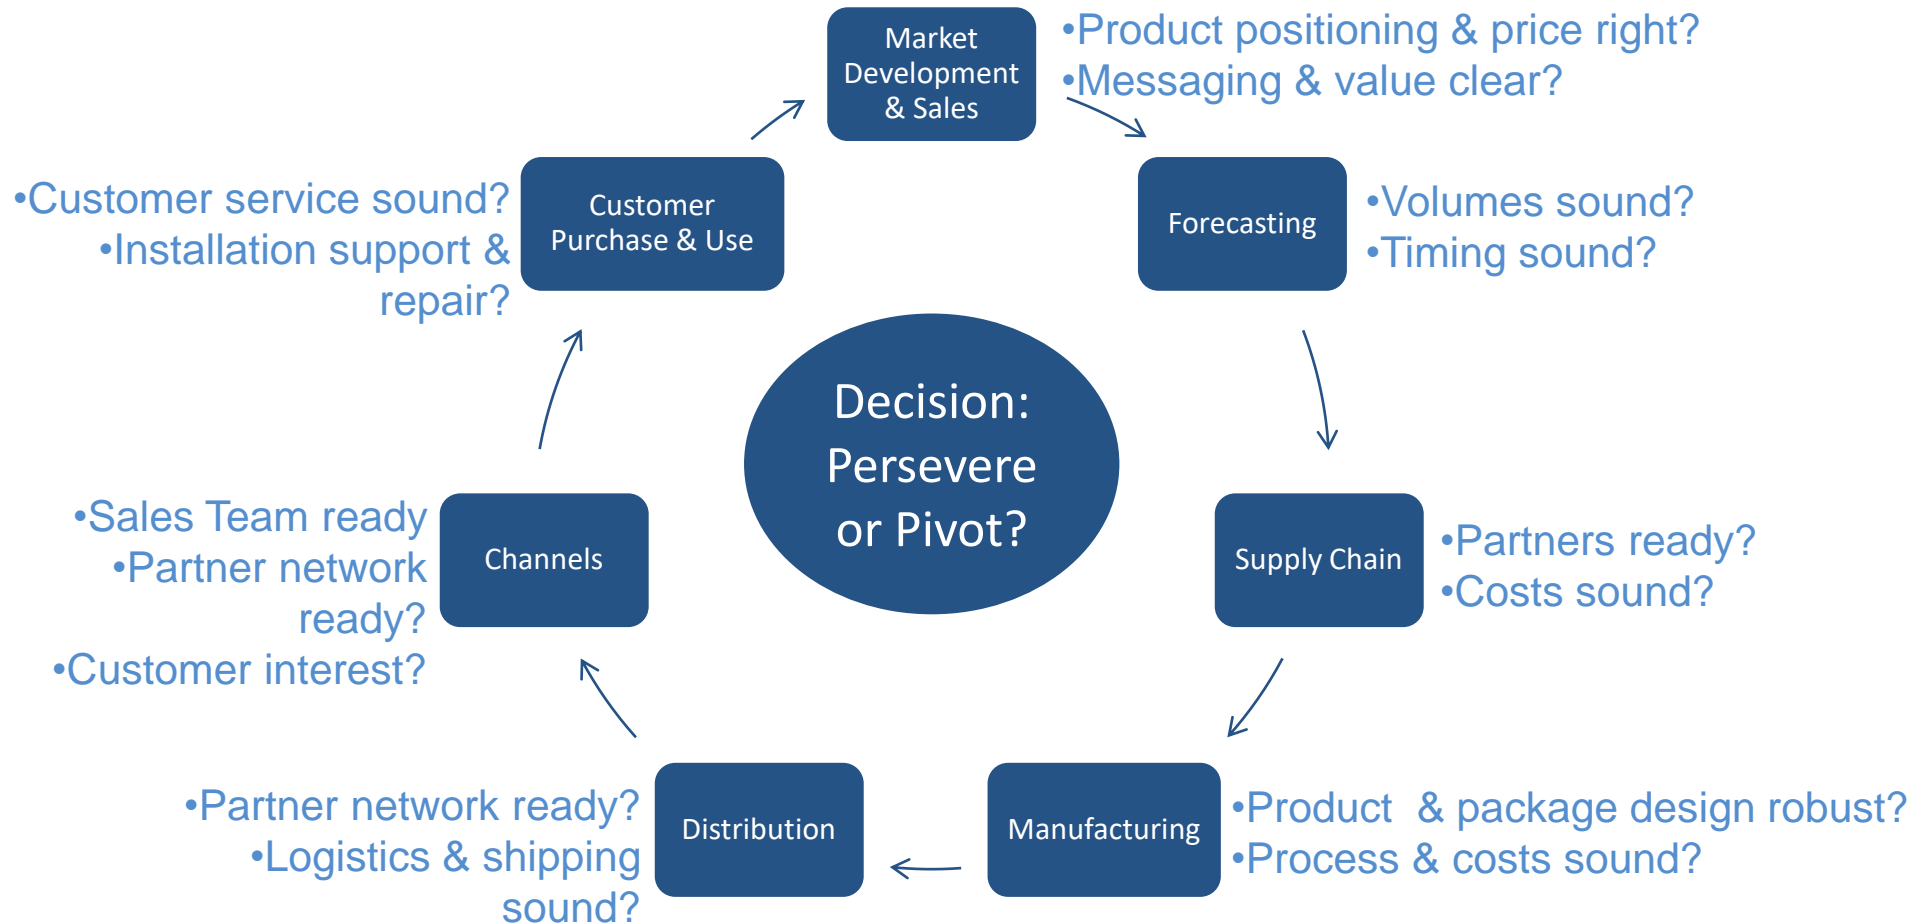 Market
Development
& Sales
•Product positioning & price right?
•Messaging & value clear?
Forecasting
•Volumes sound?
•Timing sound?
Supply Chain
•Partners ready?
•Costs sound?
Manufacturing
•Product  & package design robust?
•Process & costs sound?
Distribution
•Partner network ready?
•Logistics & shipping
sound?
Channels
•Sales Team ready
•Partner network
ready?
•Customer interest?
Customer
Purchase & Use
•Customer service sound?
•Installation support &
repair?
Decision:
Persevere
or Pivot?